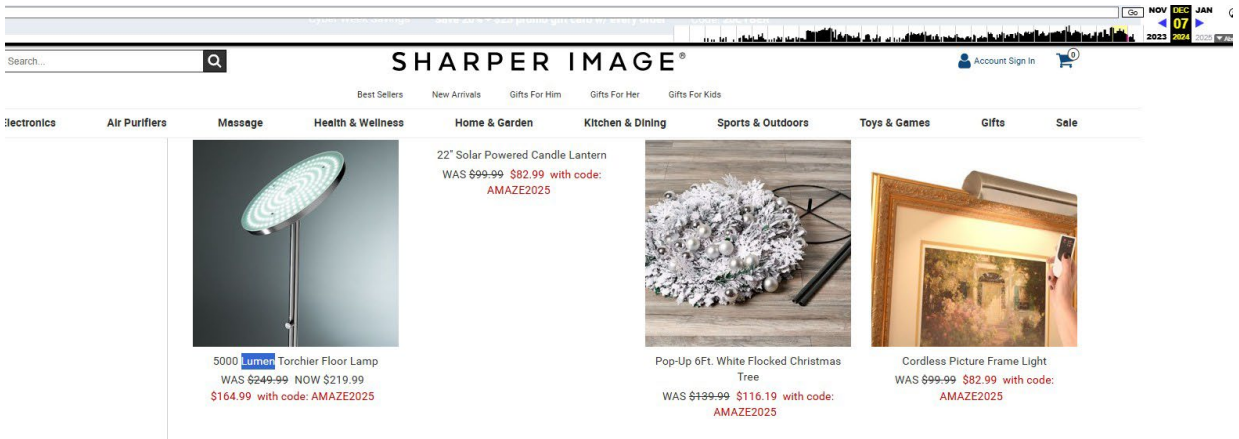 Go
NOV DEC JAN
07
2023 2024 2025
Search...
SHARPER IMAGE®
Account Sign In
0
Best Sellers New Arrivals Gifts For Him Gifts For Her Gifts For Kids
Electronics Air Purifiers Massage Health & Wellness Home & Garden Kitchen & Dining Sports & Outdoors Toys & Games Gifts Sale
5000 Lumen Torchier Floor Lamp
WAS $249.99 NOW $219.99
$164.99 with code: AMAZE2025
22" Solar Powered Candle Lantern
WAS $99.99 $82.99 with code:
AMAZE2025
Pop-Up 6Ft. White Flocked Christmas
Tree
WAS $139.99 $116.19 with code:
AMAZE2025
Cordless Picture Frame Light
WAS $99.99 $82.99 with code:
AMAZE2025